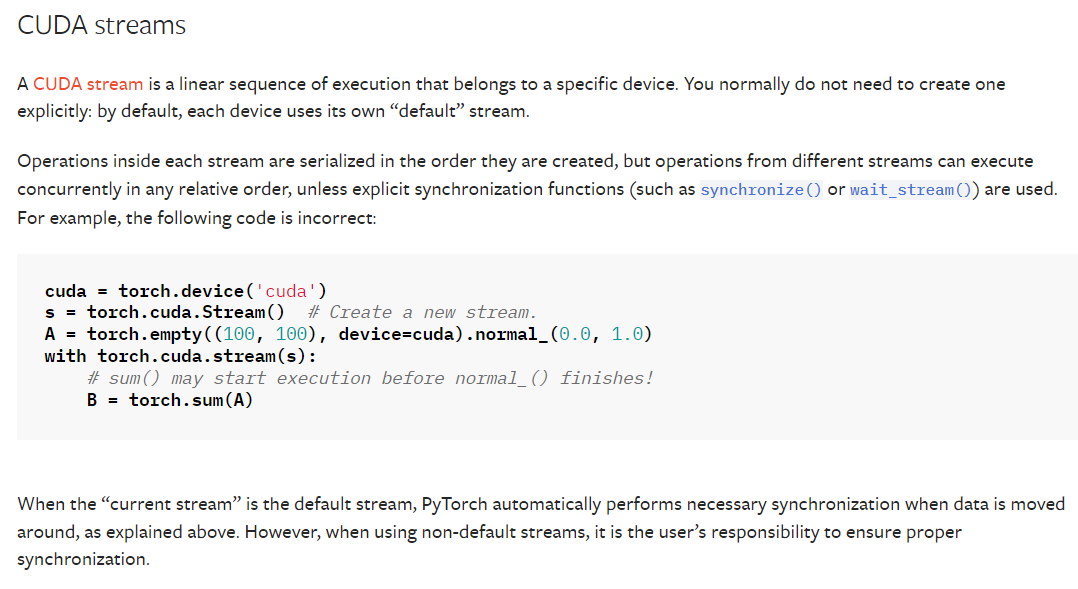 CUDA streams
A CUDA stream is a linear sequence of execution that belongs to a specific device. You normally do not need to create one
explicitly: by default, each device uses its own “default” stream.
Operations inside each stream are serialized in the order they are created, but operations from different streams can execute
concurrently in any relative order, unless explicit synchronization functions (such as synchronize() or wait_stream()) are used.
For example, the following code is incorrect:
cuda = torch.device('cuda')
s = torch.cuda.Stream()  # Create a new stream.
A = torch.empty((100, 100), device=cuda).normal_(0.0, 1.0)
with torch.cuda.stream(s):
    # sum() may start execution before normal_() finishes!
    B = torch.sum(A)
When the “current stream” is the default stream, PyTorch automatically performs necessary synchronization when data is moved
around, as explained above. However, when using non-default streams, it is the user’s responsibility to ensure proper
synchronization.